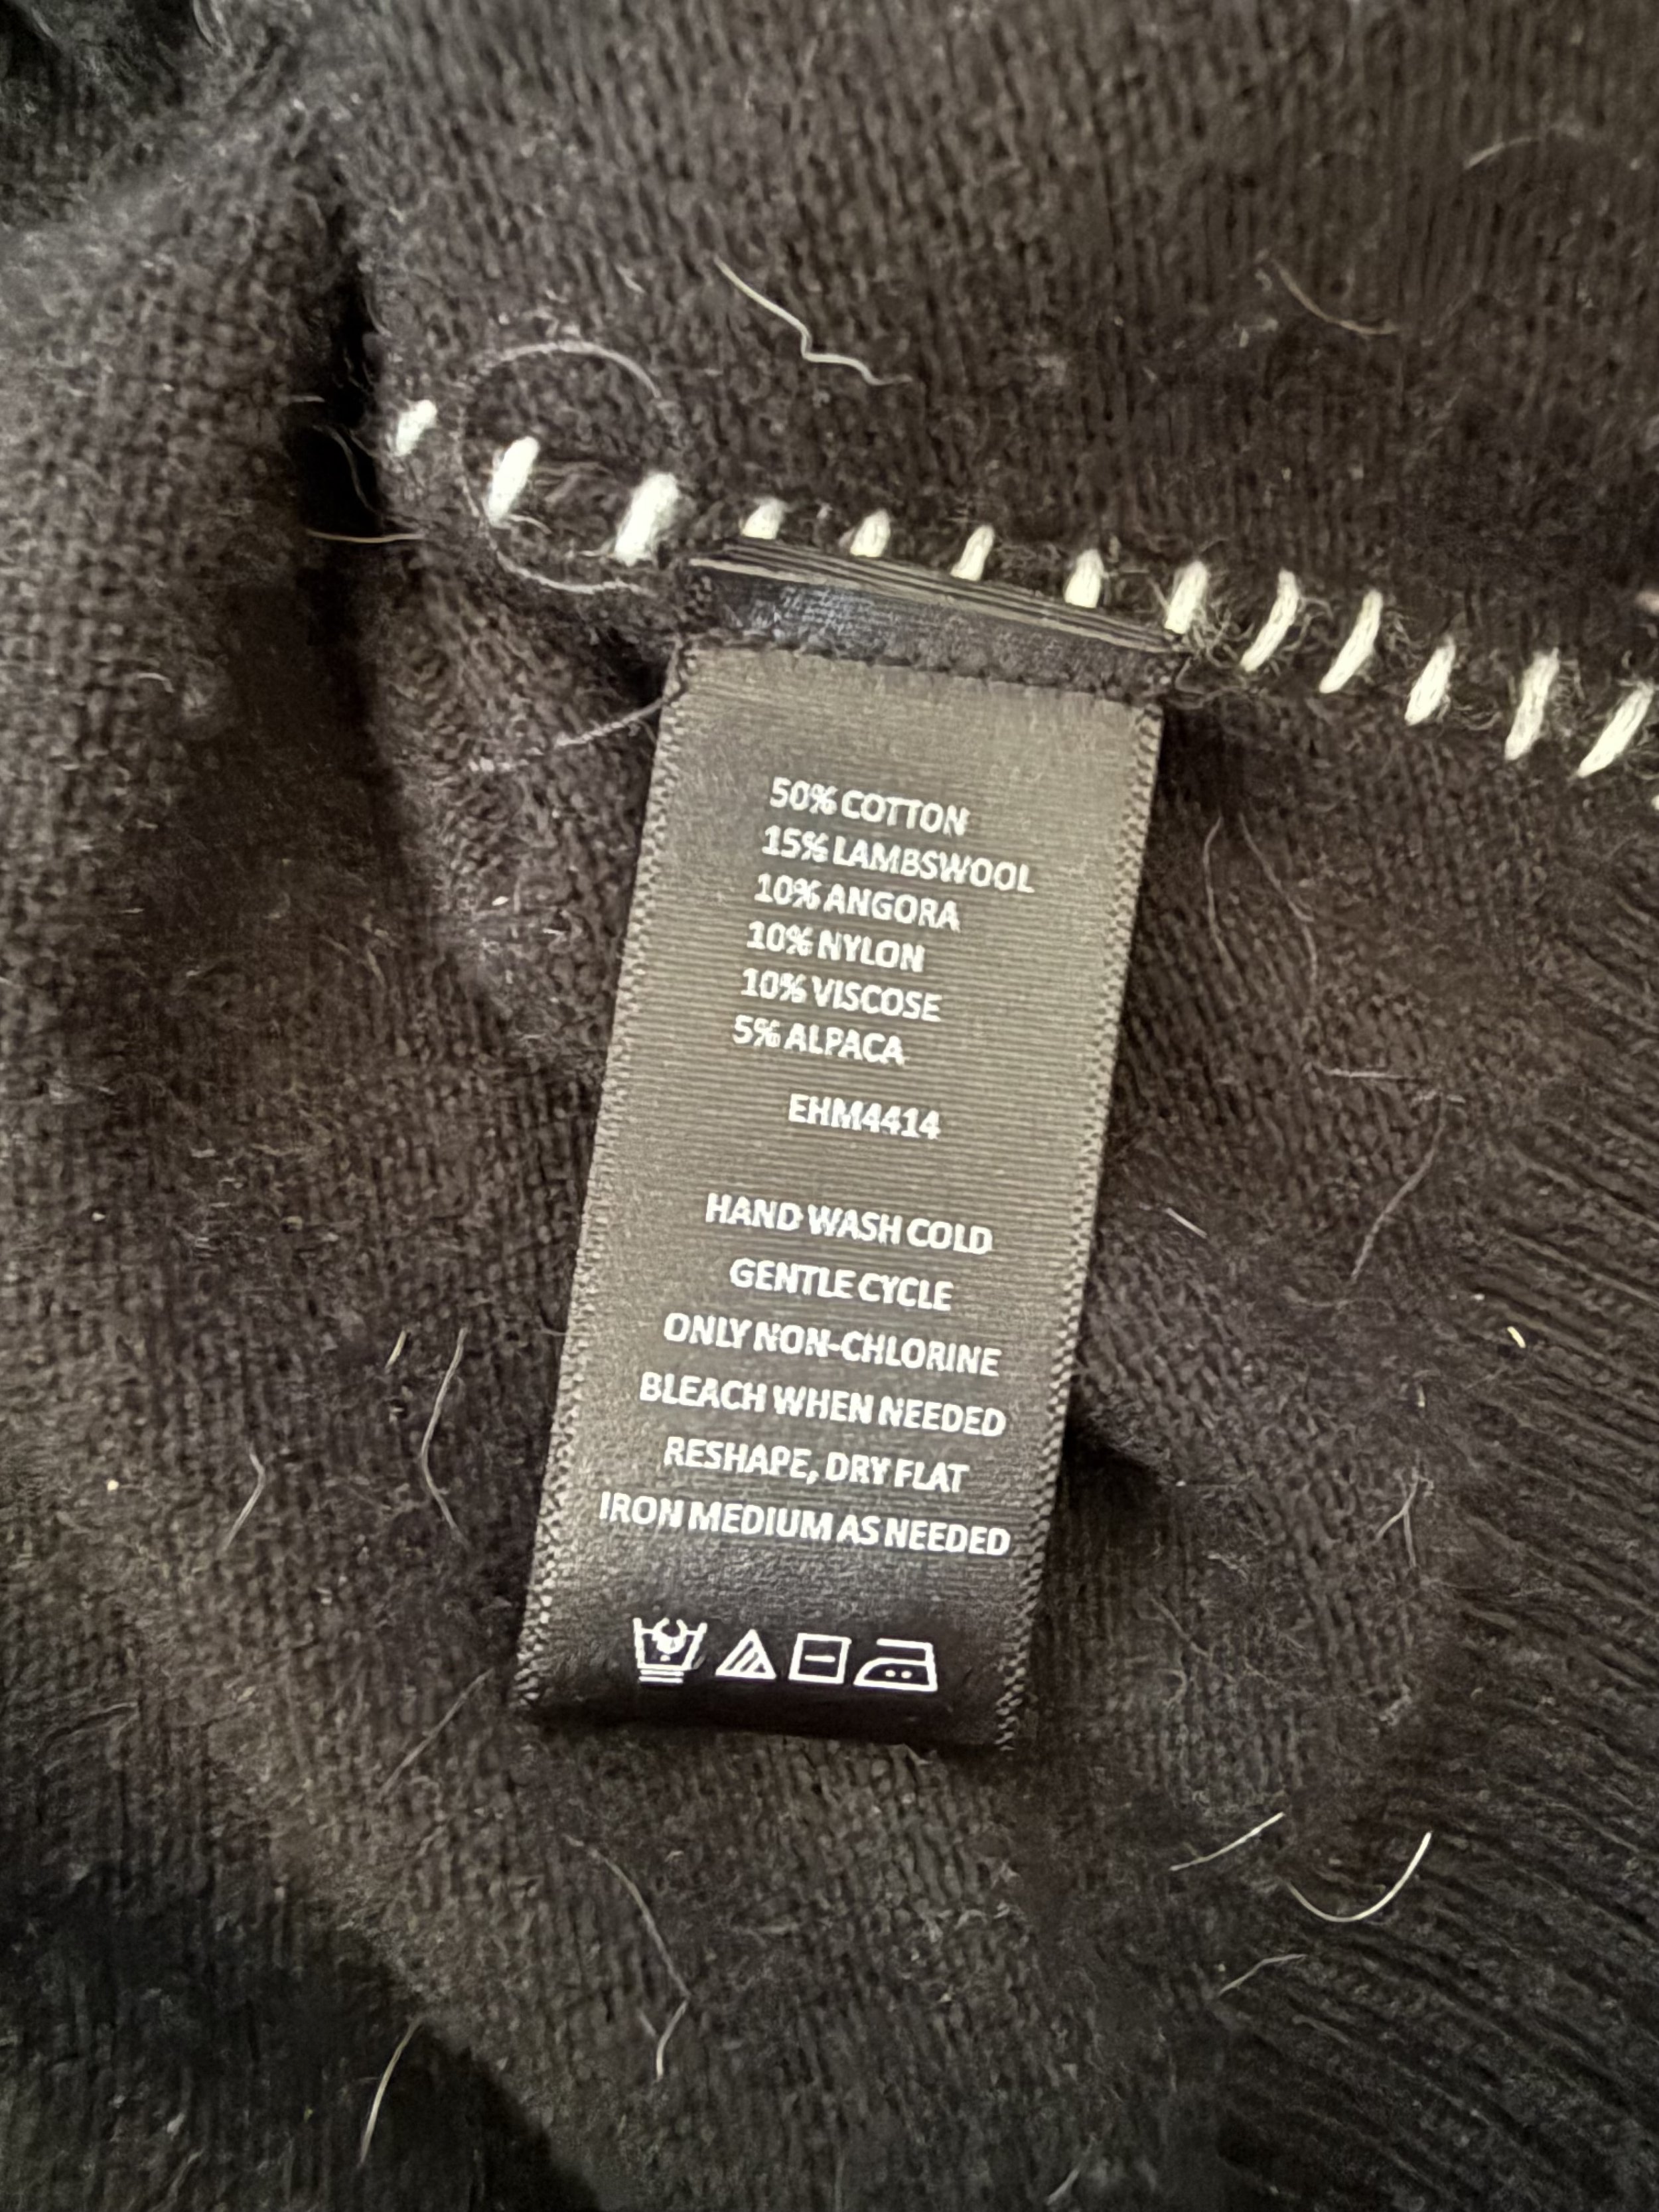 50% COTTON
15% LAMBSWOOL
10% ANGORA
10% NYLON
10% VISCOSE
5% ALPACA
EHM4414
HAND WASH COLD
GENTLE CYCLE
ONLY NON-CHLORINE
BLEACH WHEN NEEDED
RESHAPE, DRY FLAT
IRON MEDIUM AS NEEDED